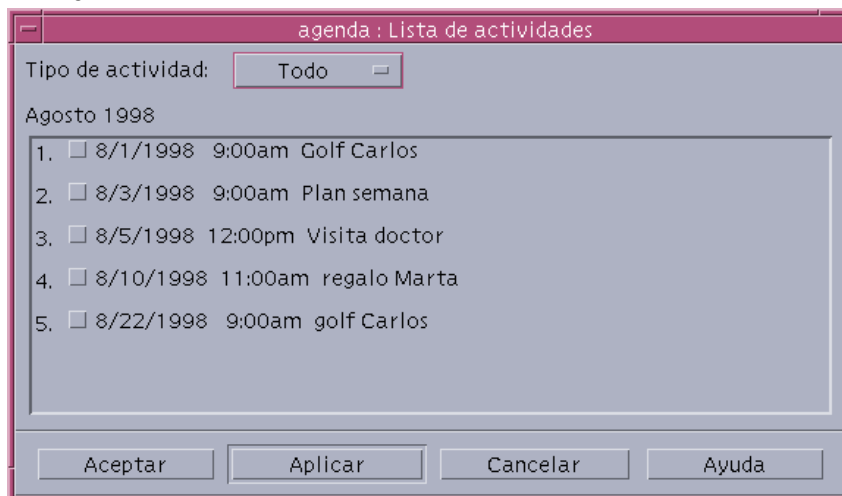 agenda : Lista de actividades
Tipo de actividad: Todo
Agosto 1998
1. 8/1/1998 9:00am Golf Carlos
2. 8/3/1998 9:00am Plan semana
3. 8/5/1998 12:00pm Visita doctor
4. 8/10/1998 11:00am regalo Marta
5. 8/22/1998 9:00am golf Carlos
Aceptar Aplicar Cancelar Ayuda